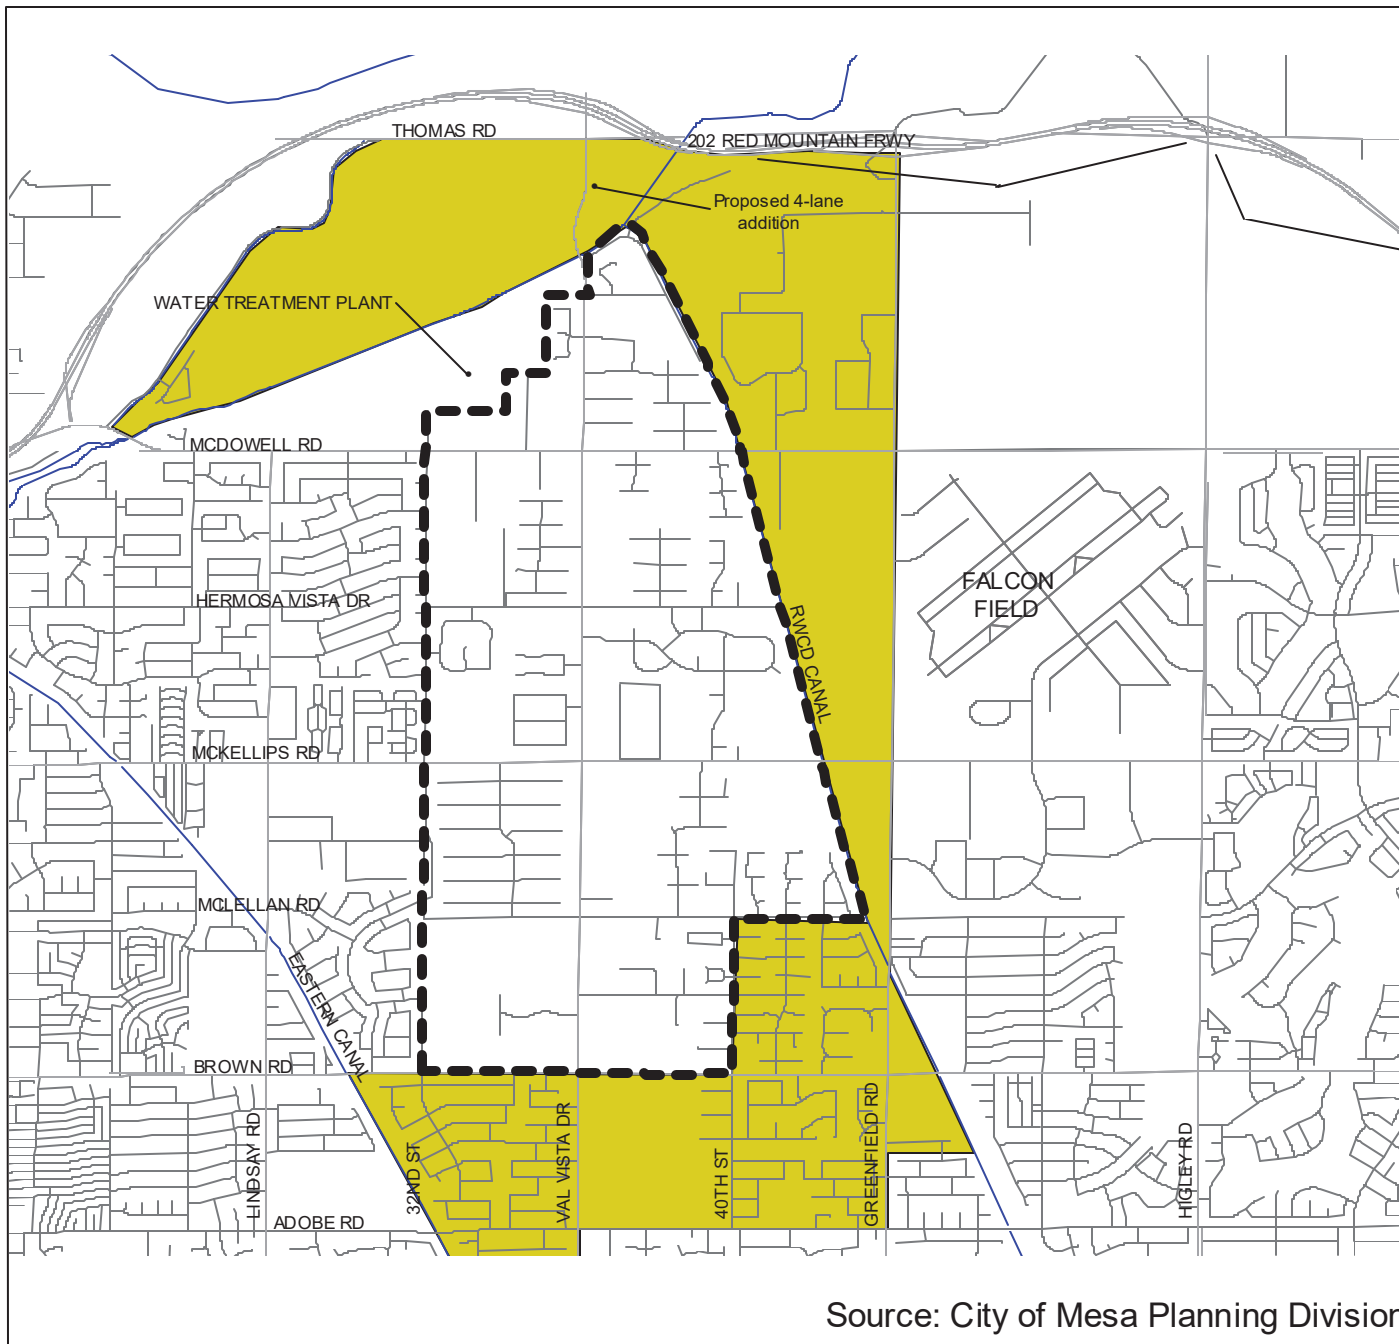 THOMAS RD
202 RED MOUNTAIN FRWY
Proposed 4-lane
addition
WATER TREATMENT PLANT
MCDOWELL RD
FALCON
FIELD
HERMOSA VISTA DR
RWCD CANAL
MCKELLIPS RD
MCLELLAN RD
EASTERN CANAL
BROWN RD
LINDSAY RD
32ND ST
VAL VISTA DR
40TH ST
GREENFIELD RD
HIGLEY RD
ADOBE RD
Source: City of Mesa Planning Division